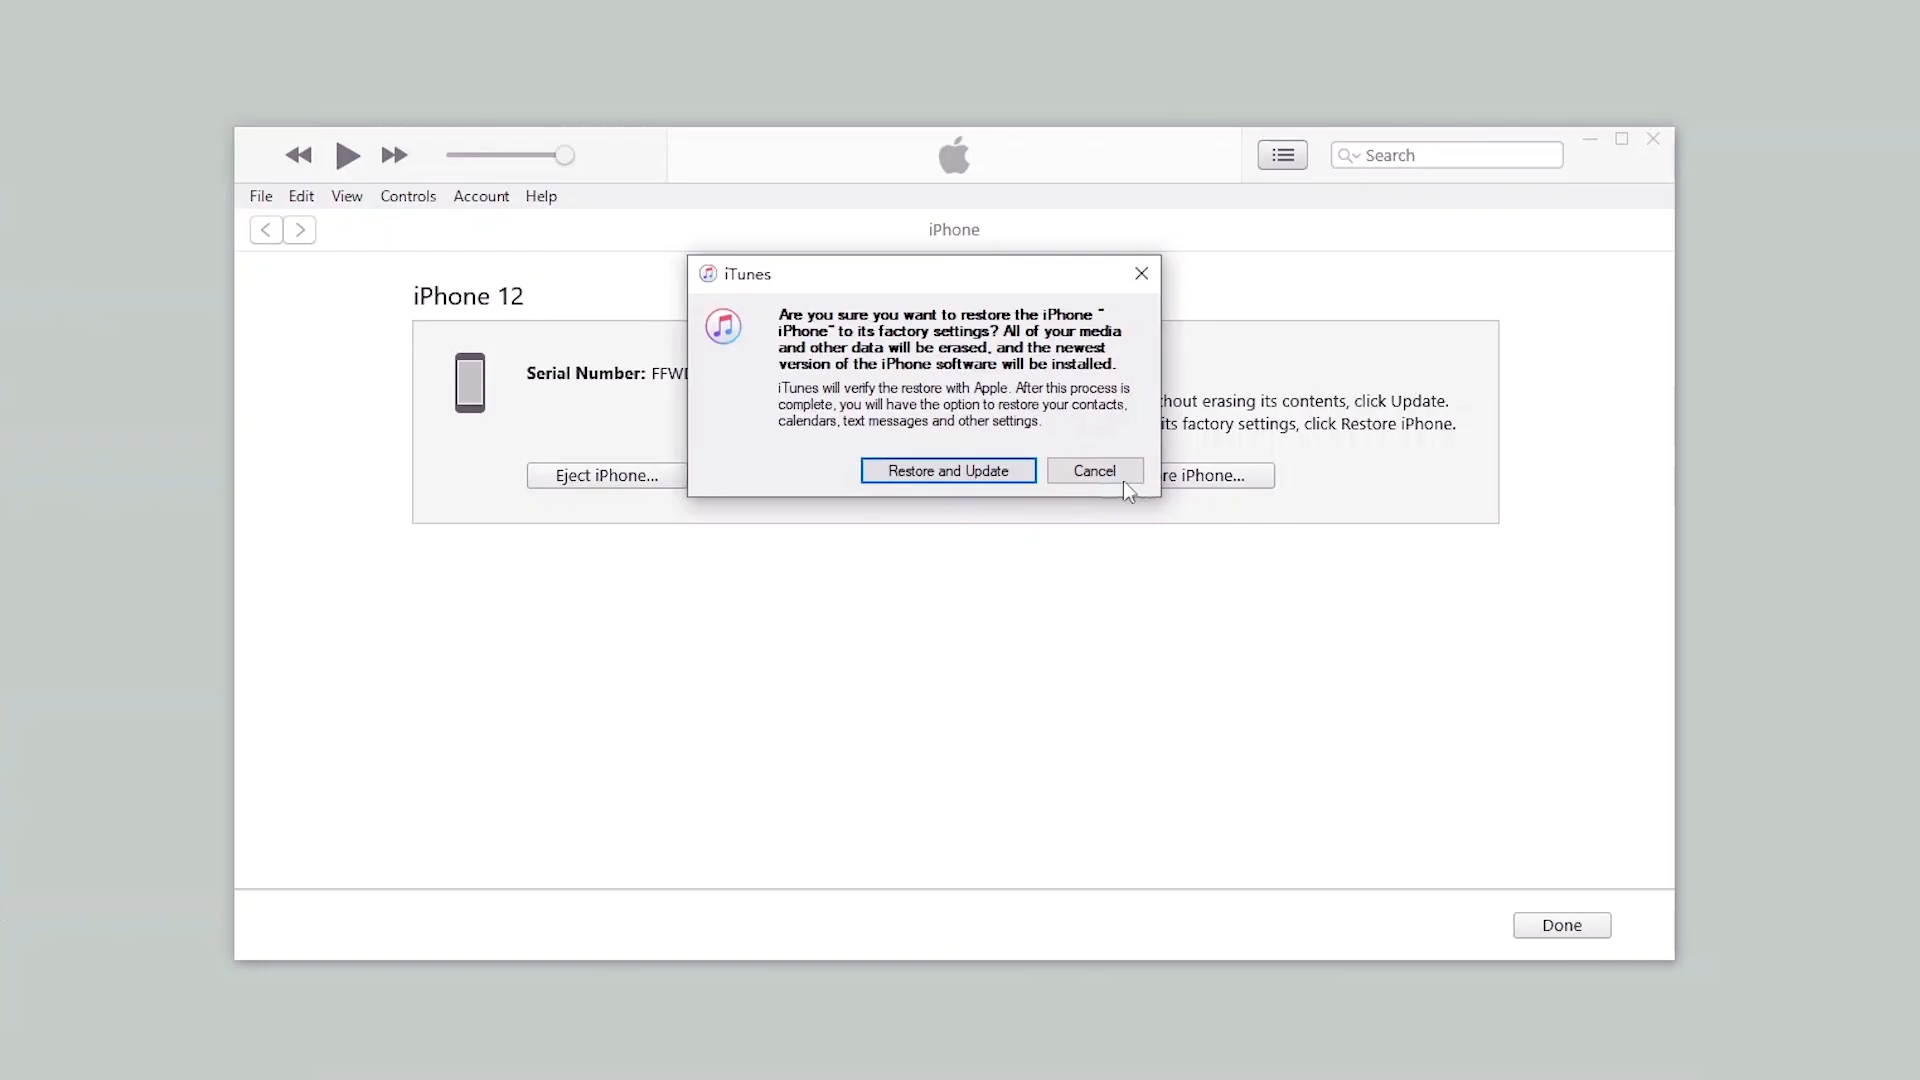 Search
File Edit View Controls Account Help
iPhone
iTunes
iPhone 12
Are you sure you want to restore the iPhone "
iPhone" to its factory settings? All of your media
and other data will be erased, and the newest
version of the iPhone software will be installed.
iTunes will verify the restore with Apple. After this process is
complete, you will have the option to restore your contacts,
calendars, text messages and other settings.
Restore and Update Cancel
Serial Number:
erasing its contents, click Update.
its factory settings, click Restore iPhone.
Eject iPhone...
iPhone...
Done